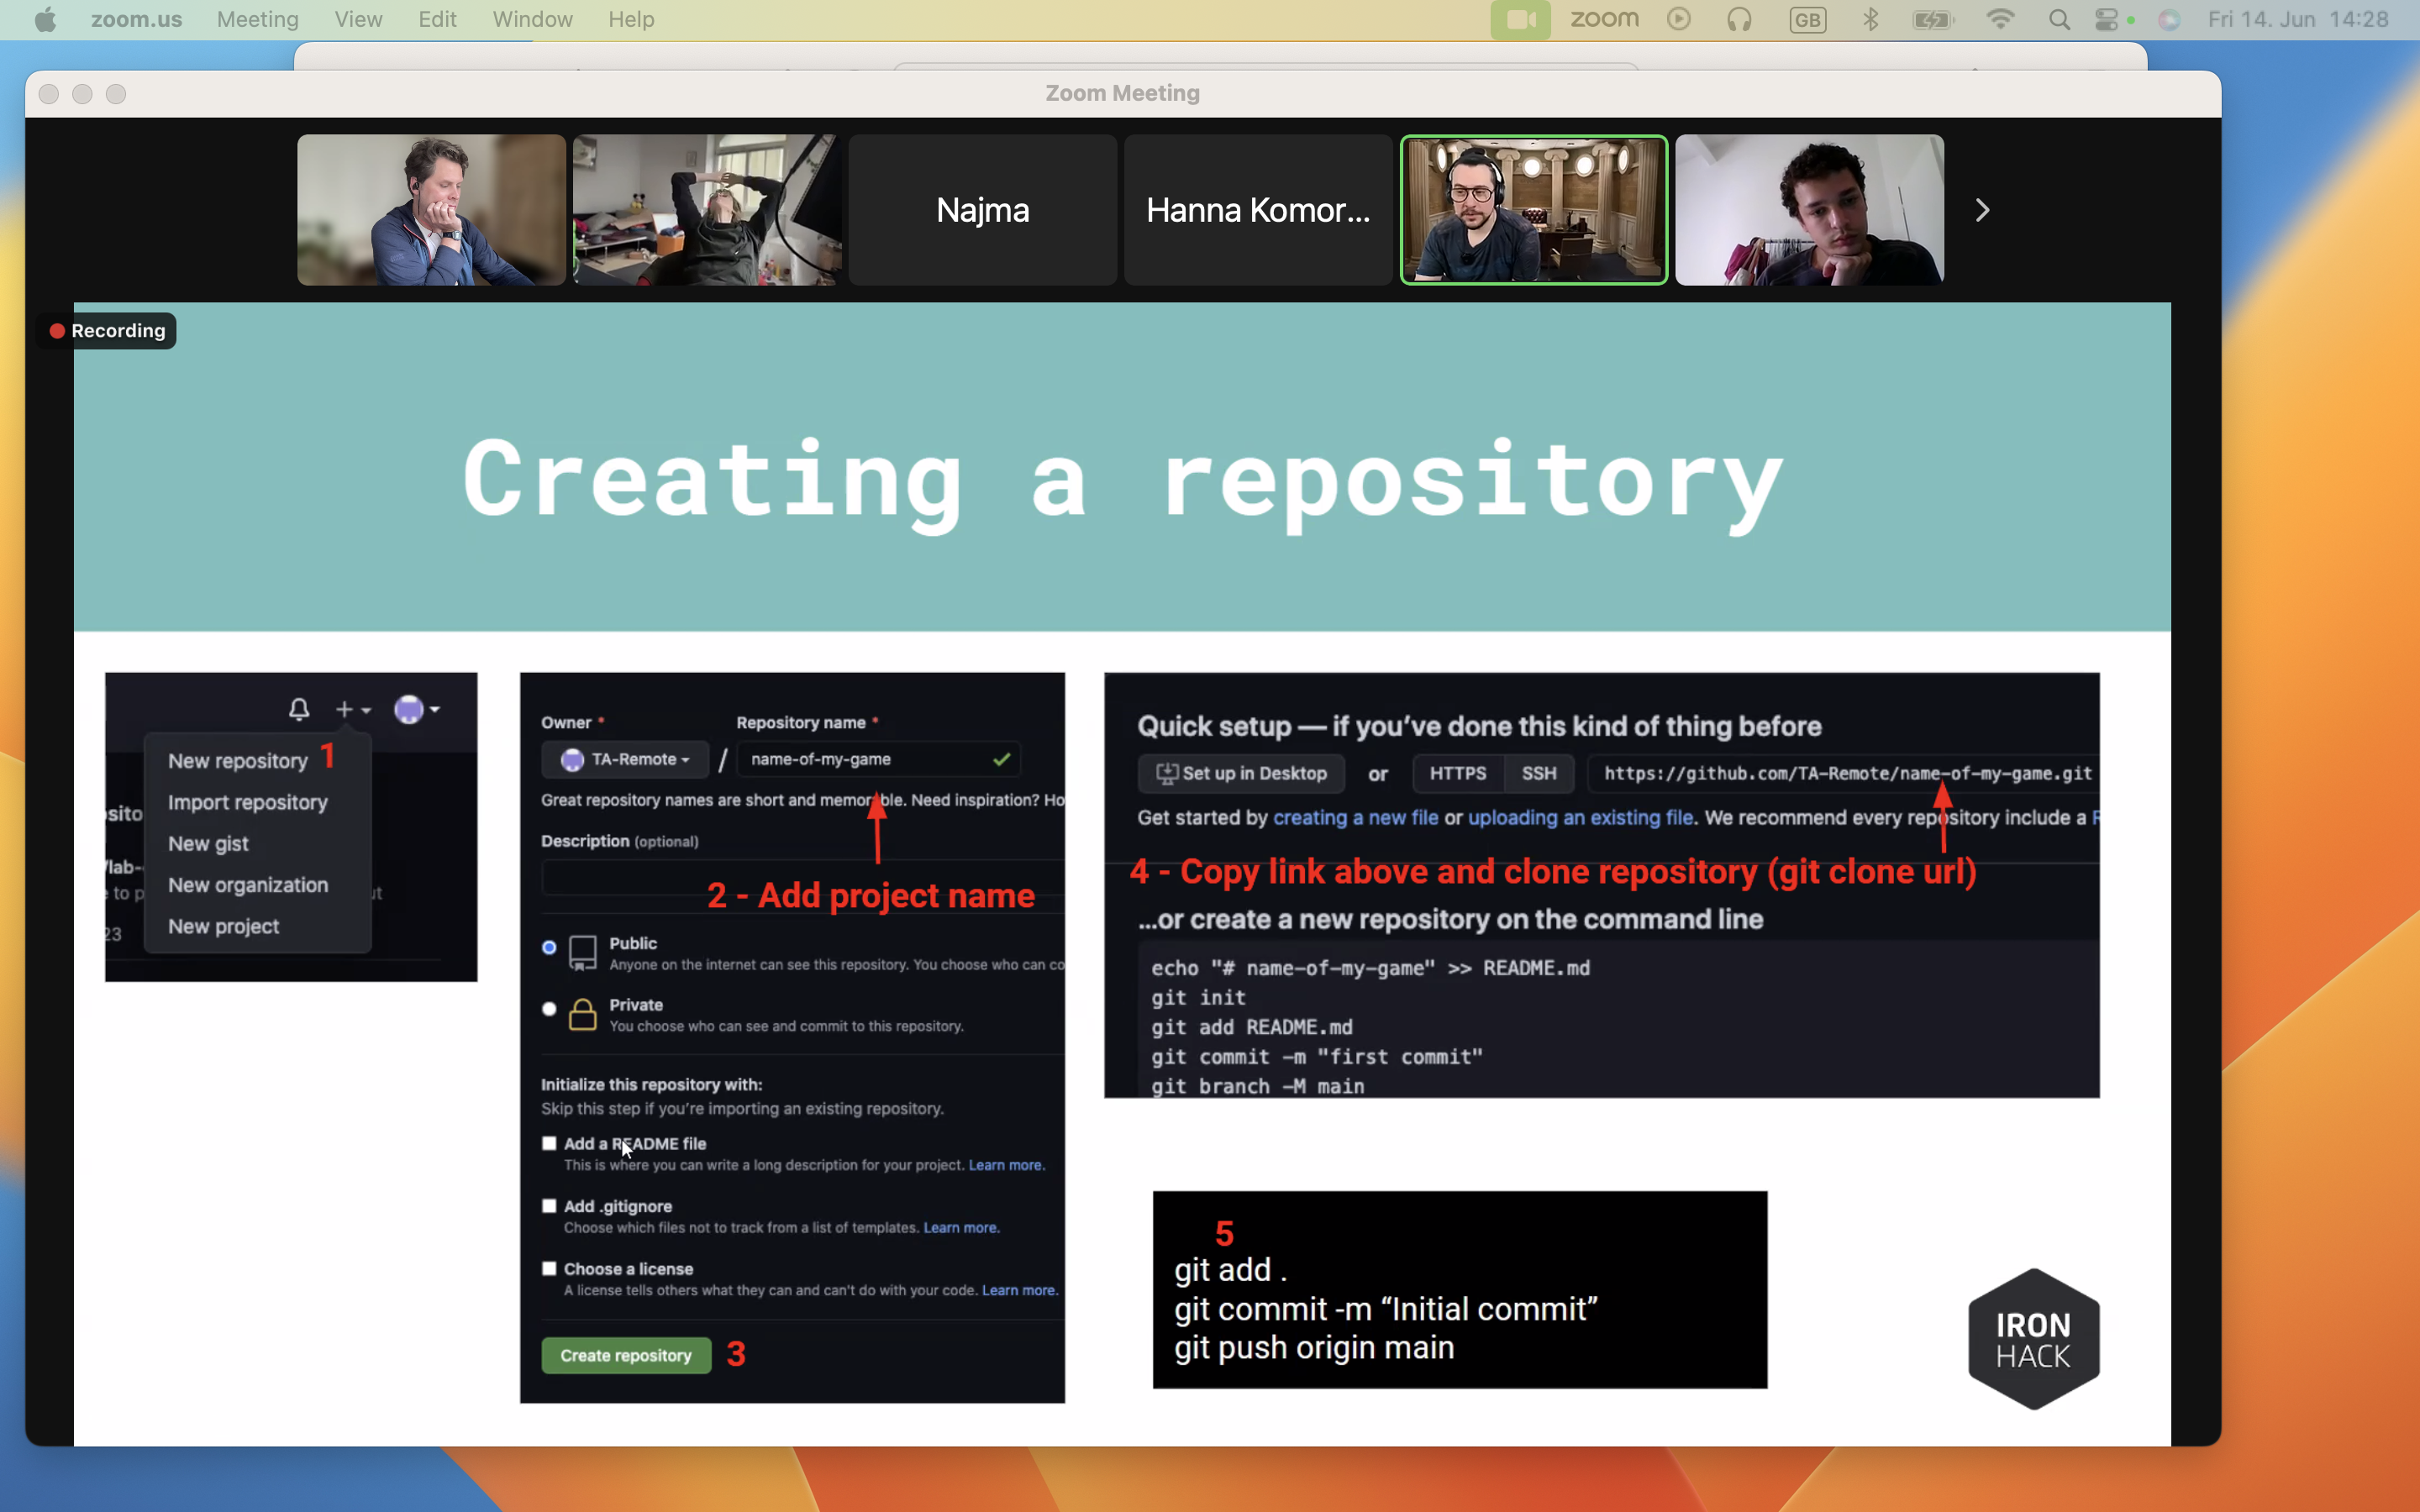 zoom.us Meeting View Edit Window Help
zoom GB Fri 14. Jun 14:28
Zoom Meeting
Najma
Hanna Komor...
Recording
Creating a repository
New repository 1
Import repository
New gist
New organization
New project
ository
/lab-
e to p
ut
23
Owner * Repository name *
TA-Remote / name-of-my-game
Great repository names are short and memorable. Need inspiration? Ho
Description (optional)
2 - Add project name
Public
Anyone on the internet can see this repository. You choose who can co
Private
You choose who can see and commit to this repository.
Initialize this repository with:
Skip this step if you're importing an existing repository.
Add a README file
This is where you can write a long description for your project. Learn more.
Add .gitignore
Choose which files not to track from a list of templates. Learn more.
Choose a license
A license tells others what they can and can't do with your code. Learn more.
Create repository 3
Quick setup — if you've done this kind of thing before
Set up in Desktop or HTTPS SSH https://github.com/TA-Remote/name-of-my-game.git
Get started by creating a new file or uploading an existing file. We recommend every repository include a R
4 - Copy link above and clone repository (git clone url)
...or create a new repository on the command line
echo "# name-of-my-game" >> README.md
git init
git add README.md
git commit -m "first commit"
git branch -M main
5
git add .
git commit -m “Initial commit”
git push origin main
IRON
HACK